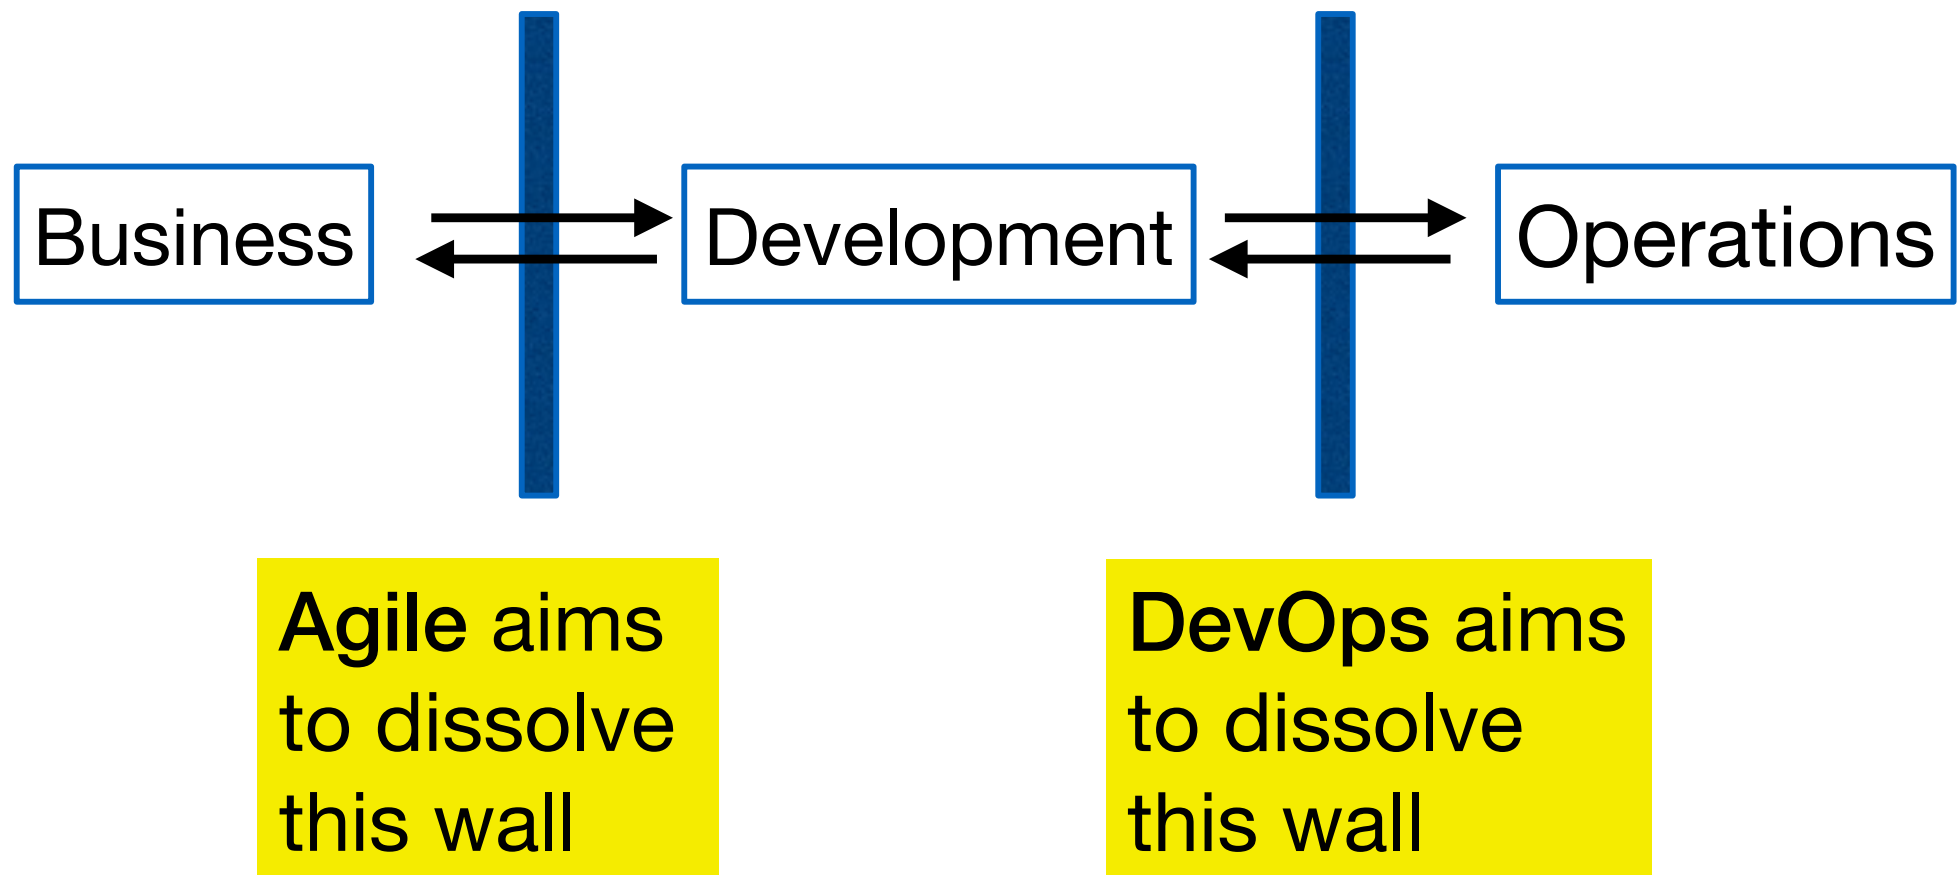 Business
Development
Operations
Agile aims
to dissolve
this wall
DevOps aims
to dissolve
this wall